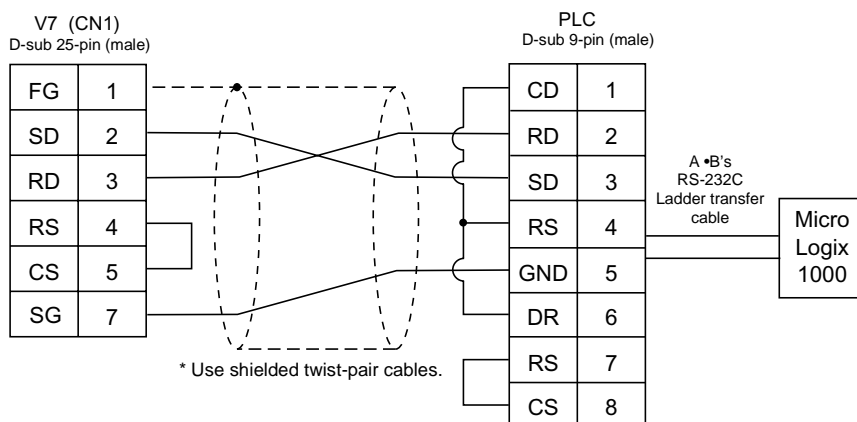 V7 (CN1)
D-sub 25-pin (male)
FG 1
SD 2
RD 3
RS 4
CS 5
SG 7
* Use shielded twist-pair cables.
PLC
D-sub 9-pin (male)
CD 1
RD 2
SD 3
RS 4
GND 5
DR 6
RS 7
CS 8
A •B's
RS-232C
Ladder transfer
cable
Micro
Logix
1000